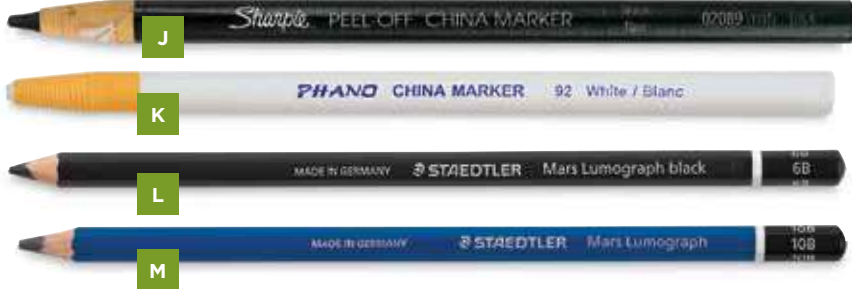 Sharpie PEEL-OFF CHINA MARKER 02089
J
PHANO CHINA MARKER 92 White / Blanc
K
MADE IN GERMANY STAEDTLER Mars Lumograph black 6B
L
MADE IN GERMANY STAEDTLER Mars Lumograph 10B
M